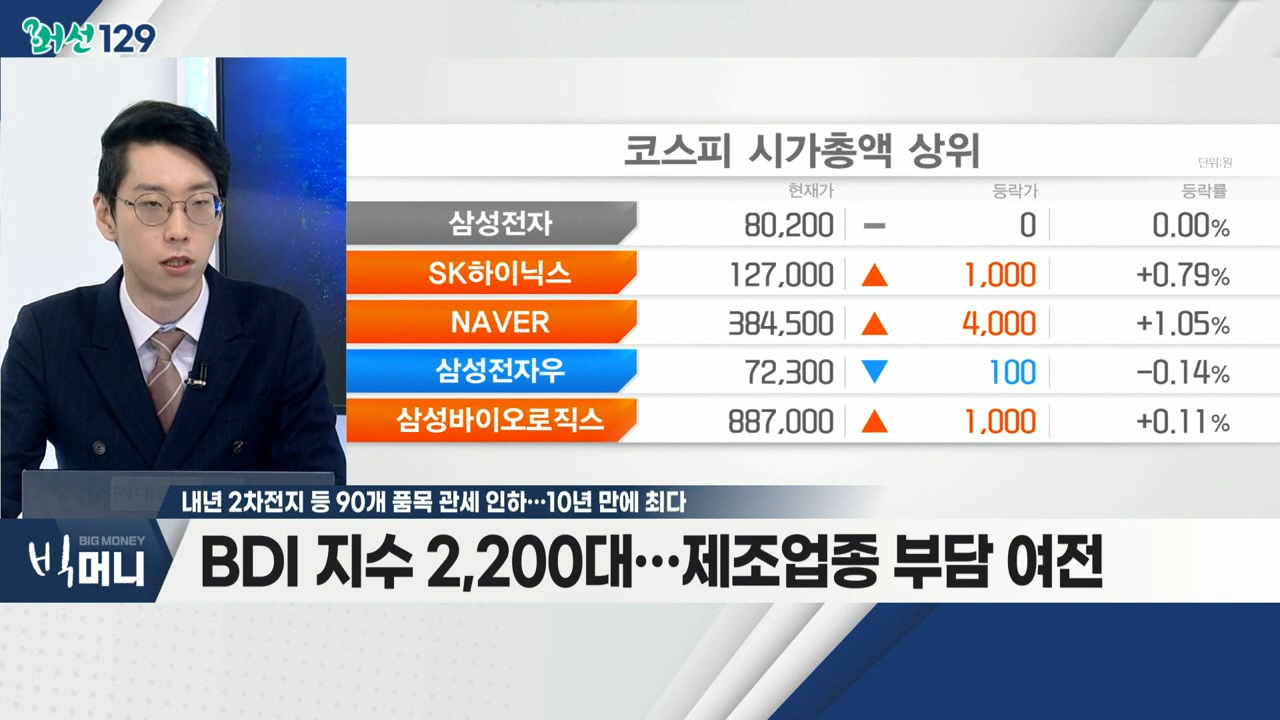 머선129
코스피 시가총액 상위
단위:원
현재가 등락가 등락률
삼성전자 80,200 - 0 0.00%
SK하이닉스 127,000 ▲ 1,000 +0.79%
NAVER 384,500 ▲ 4,000 +1.05%
삼성전자우 72,300 ▼ 100 -0.14%
삼성바이오로직스 887,000 ▲ 1,000 +0.11%
내년 2차전지 등 90개 품목 관세 인하…10년 만에 최다
BIG MONEY
빅머니
BDI 지수 2,200대…제조업종 부담 여전